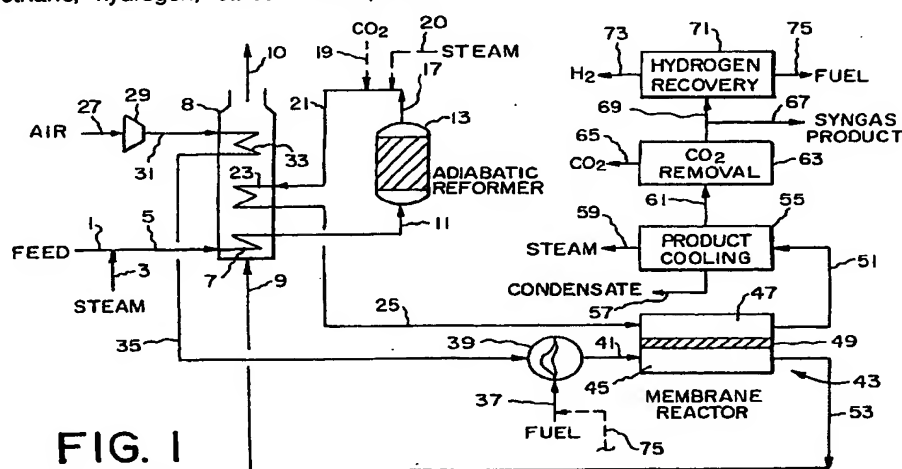 ethane, hydrogen,
10
CO2
20
19
STEAM
17
27
29
8
21
13
AIR
31
33
23
ADIABATIC
REFORMER
1
5
11
FEED
7
9
3
STEAM
25
35
73
71
75
H2
HYDROGEN
RECOVERY
FUEL
69
67
SYNGAS
PRODUCT
65
CO2
CO2
REMOVAL
63
61
59
55
STEAM
PRODUCT
COOLING
51
CONDENSATE
57
47
39
41
49
45
43
37
MEMBRANE
REACTOR
53
FUEL
75
FIG. 1